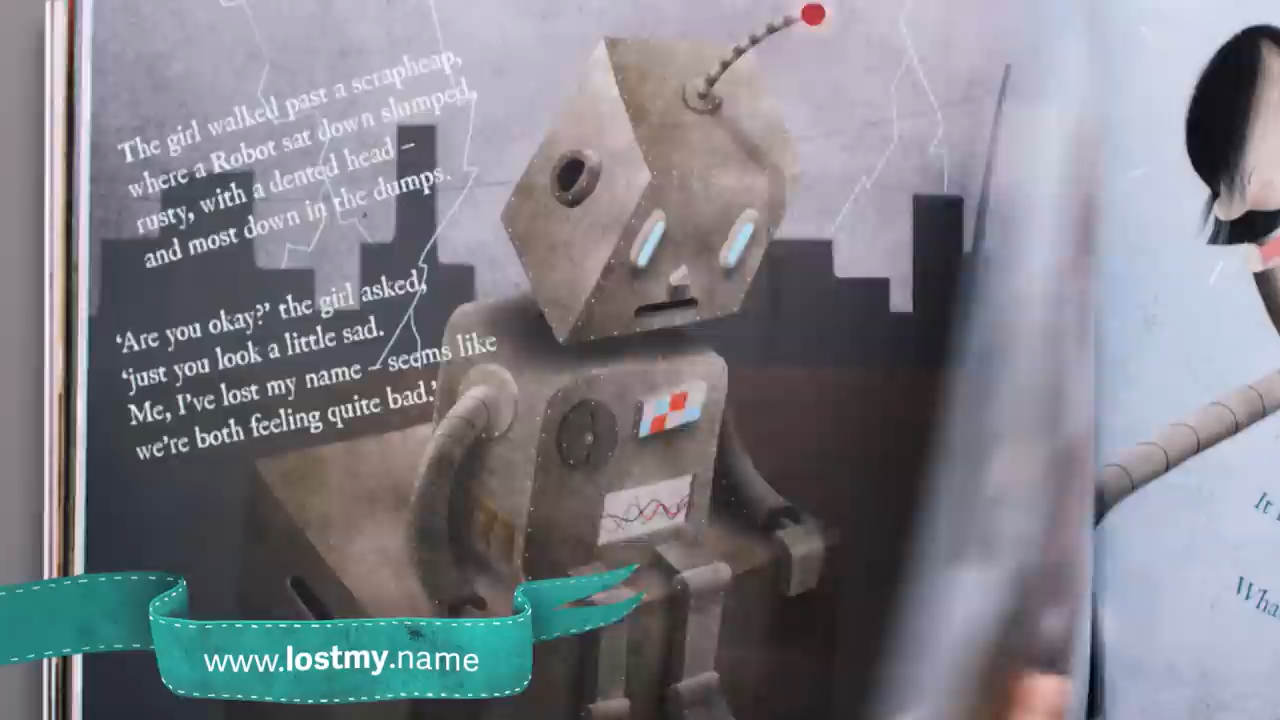 The girl walked past a scrapheap,
where a Robot sat down slumped,
rusty, with a dented head –
and most down in the dumps.
‘Are you okay?’ the girl asked,
‘just you look a little sad.
Me, I’ve lost my name – seems like
we’re both feeling quite bad.’
www.lostmy.name
It